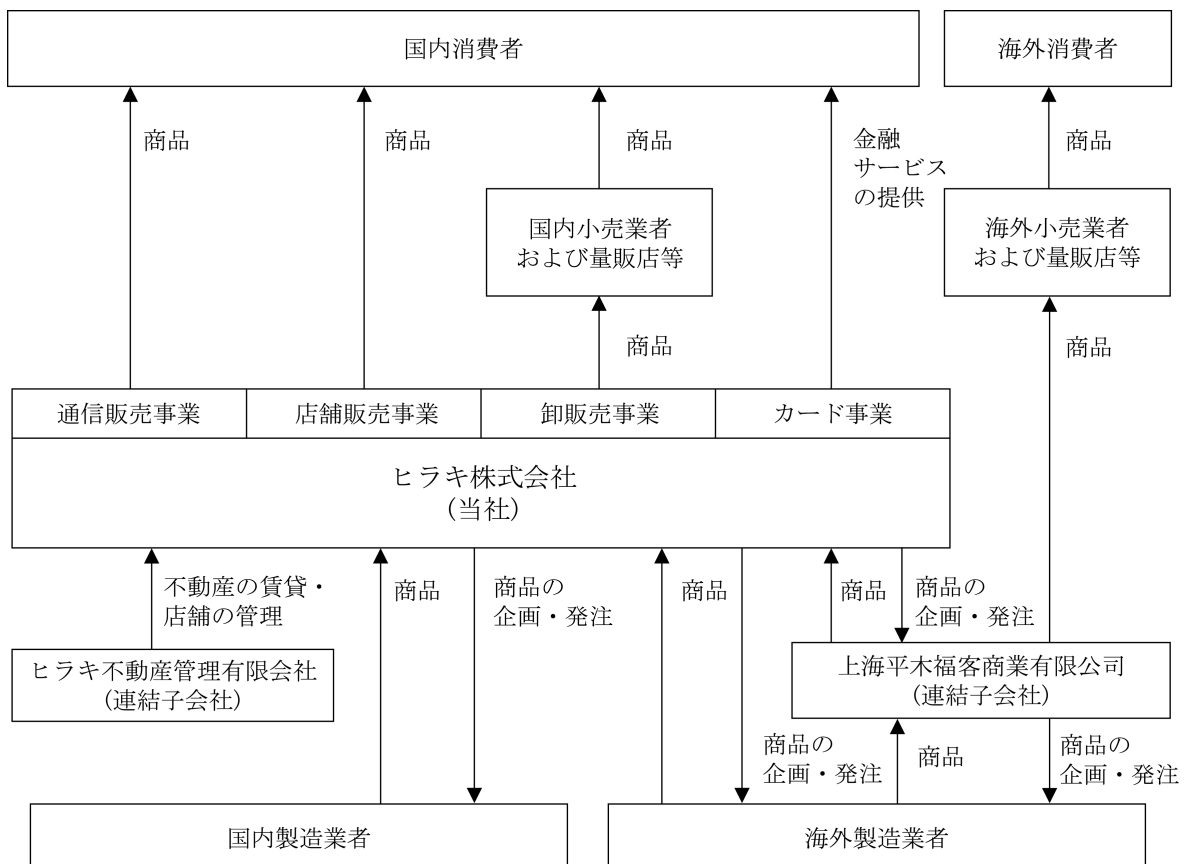 国内消費者
海外消費者
商品
商品
商品
金融
サービス
の提供
商品
国内小売業者
および量販店等
海外小売業者
および量販店等
商品
商品
通信販売事業
店舗販売事業
卸販売事業
カード事業
ヒラキ株式会社
(当社)
不動産の賃貸・
店舗の管理
商品
商品の
企画・発注
商品
商品
商品の
企画・発注
ヒラキ不動産管理有限会社
(連結子会社)
上海平木福客商業有限公司
(連結子会社)
商品の
企画・発注
商品
商品の
企画・発注
国内製造業者
海外製造業者